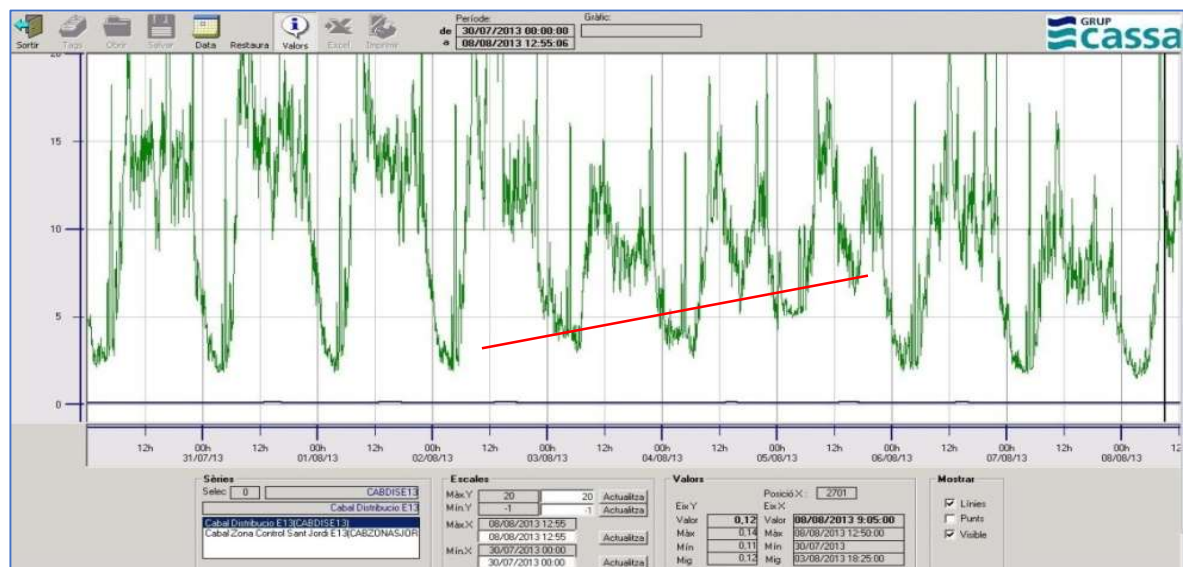 Període:
Gràfic:
de 30/07/2013 00:00:00
a 08/08/2013 12:55:06
Sortir Tags Obrir Salvar Data Restaura Valors Excel Imprimir
GRUP
cassa
20
15
10
5
0
12h 00h 12h 00h 12h 00h 12h 00h 12h 00h 12h 00h 12h 00h 12h 00h 12h 00h
31/07/13 01/08/13 02/08/13 03/08/13 04/08/13 05/08/13 06/08/13 07/08/13 08/08/13
Sèries
Selec 0 CABDISE13
Cabal Distribucio E13
Cabal Distribucio E13(CABDISE13)
Cabal Zona Control Sant Jordi E13(CABZONASJOR
Escales
Màx.Y 20 20 Actualitza
Mín.Y -1 -1 Actualitza
Màx.X 08/08/2013 12:55
08/08/2013 12:55 Actualitza
Mín.X 30/07/2013 00:00
30/07/2013 00:00 Actualitza
Valors
Posició X : 2701
Eix Y Eix X
Valor 0,12 Valor 08/08/2013 9:05:00
Màx 0,14 Màx 08/08/2013 12:50:00
Mín 0,11 Mín 30/07/2013
Mig 0,12 Mig 03/08/2013 18:25:00
Mostrar
Línies
Punts
Visible